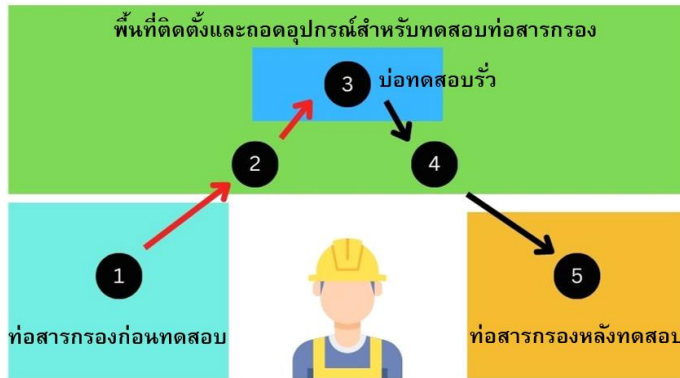 พื้นที่ติดตั้งและถอดอุปกรณ์สำหรับทดสอบท่อสารกรอง
3
บ่อทดสอบรั่ว
2
4
1
5
ท่อสารกรองก่อนทดสอบ
ท่อสารกรองหลังทดสอบ